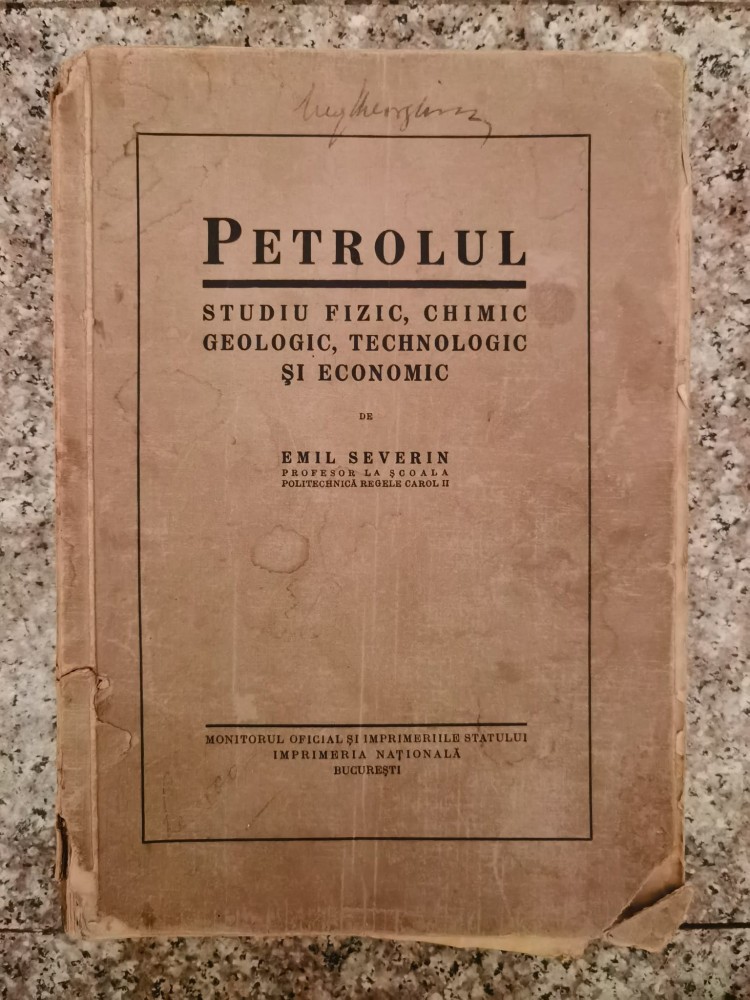 PETROLUL
STUDIU FIZIC, CHIMIC
GEOLOGIC, TECHNOLOGIC
ŞI ECONOMIC
DE
EMIL SEVERIN
PROFESOR LA ŞCOALA
POLITECHNICĂ REGELE CAROL II
MONITORUL OFICIAL ŞI IMPRIMERIILE STATULUI
IMPRIMERIA NAŢIONALĂ
BUCUREŞTI